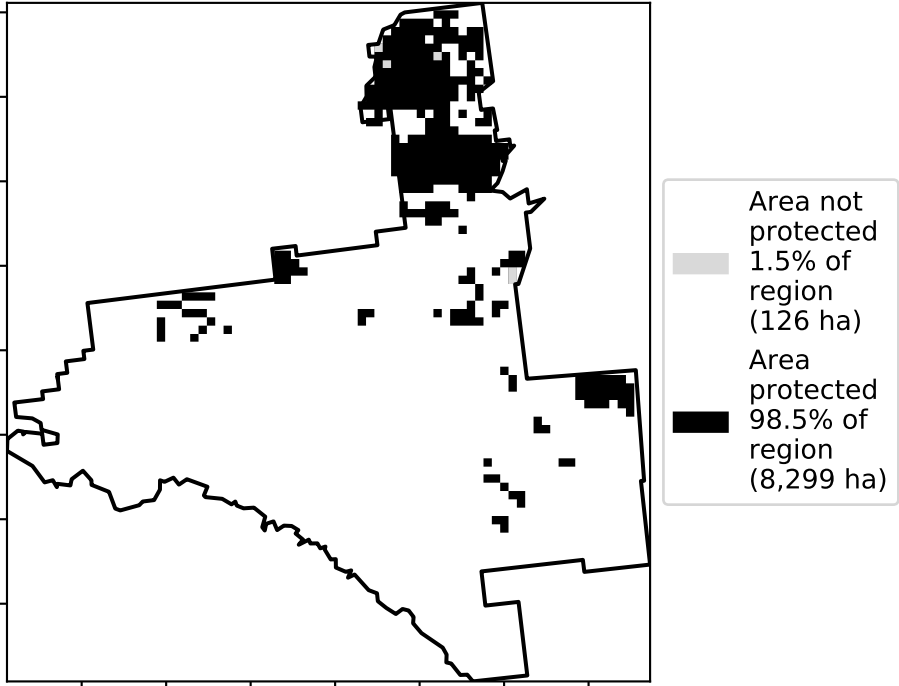 Area not
protected
1.5% of
region
(126 ha)
Area
protected
98.5% of
region
(8,299 ha)